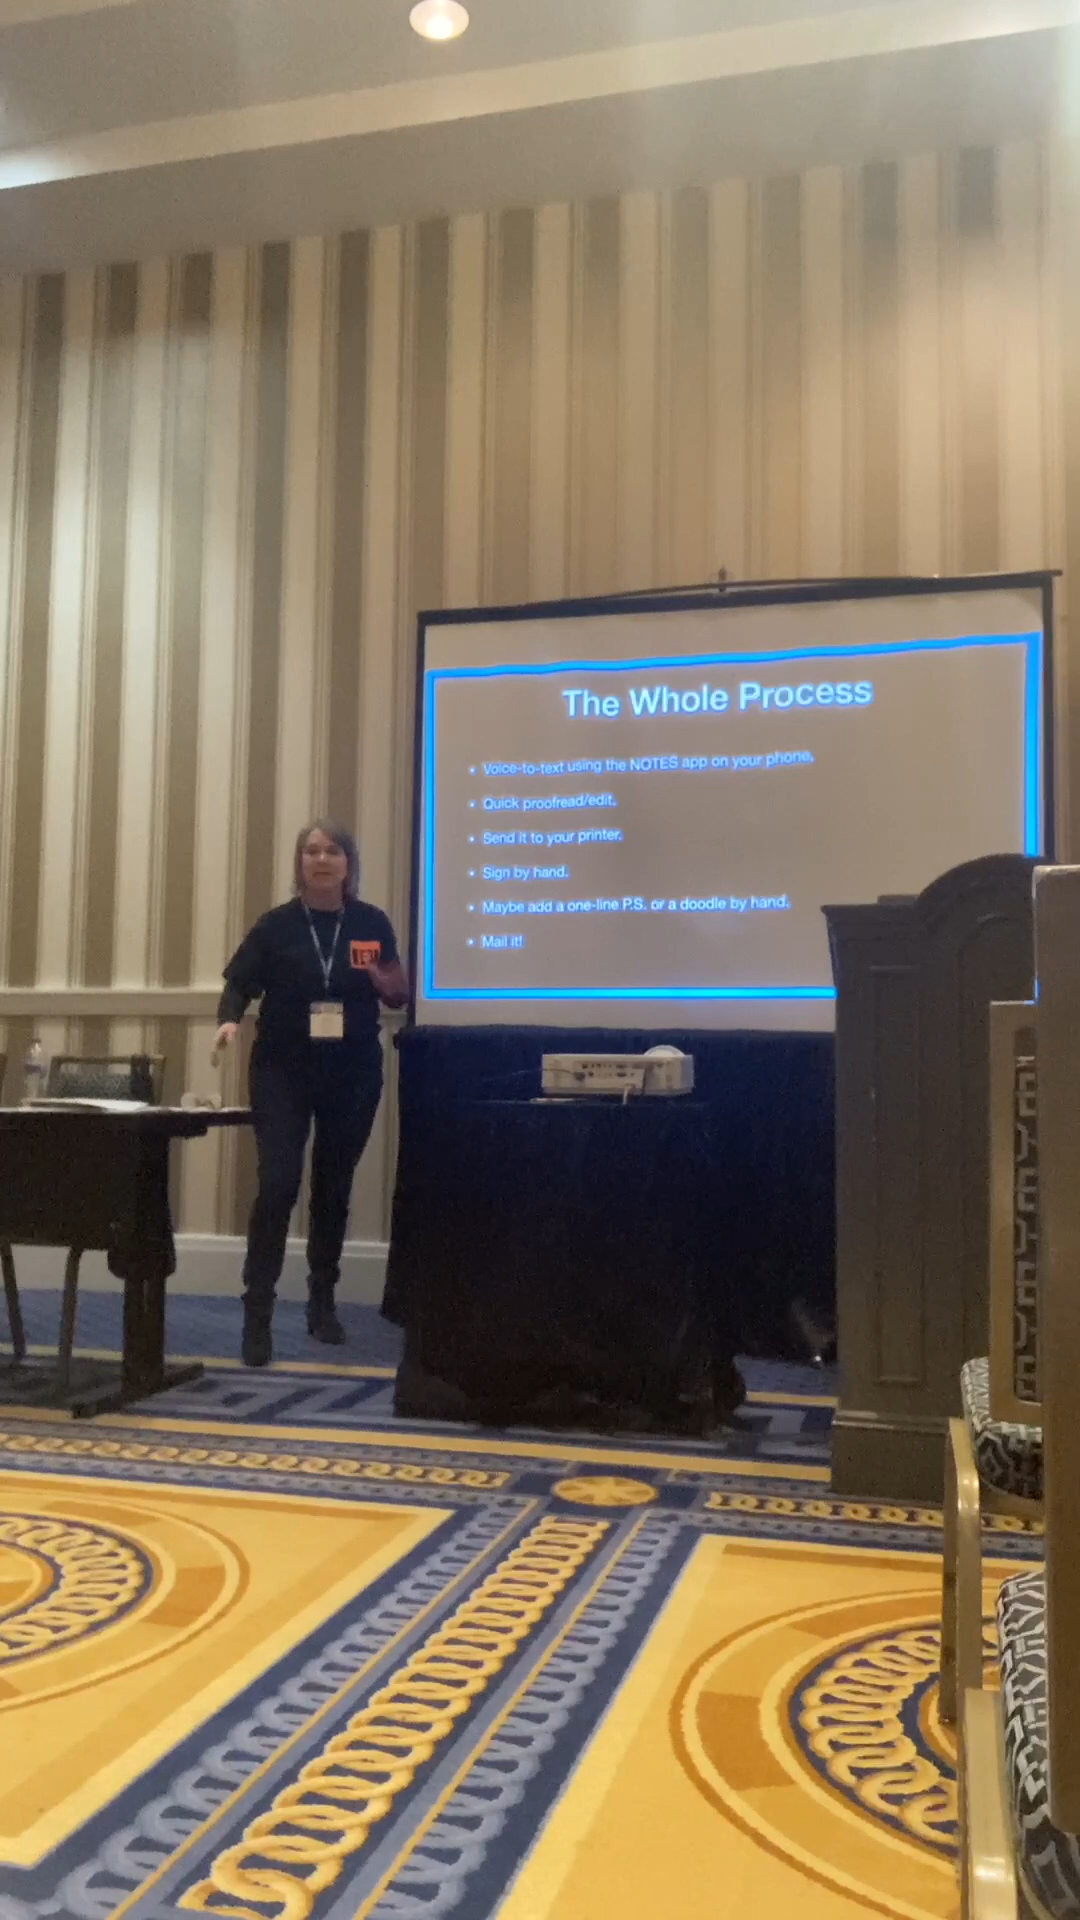 The Whole Process
• Voice-to-text using the NOTES app on your phone.
• Quick proofread/edit.
• Send it to your printer.
• Sign by hand.
• Maybe add a one-line P.S. or a doodle by hand.
• Mail it!